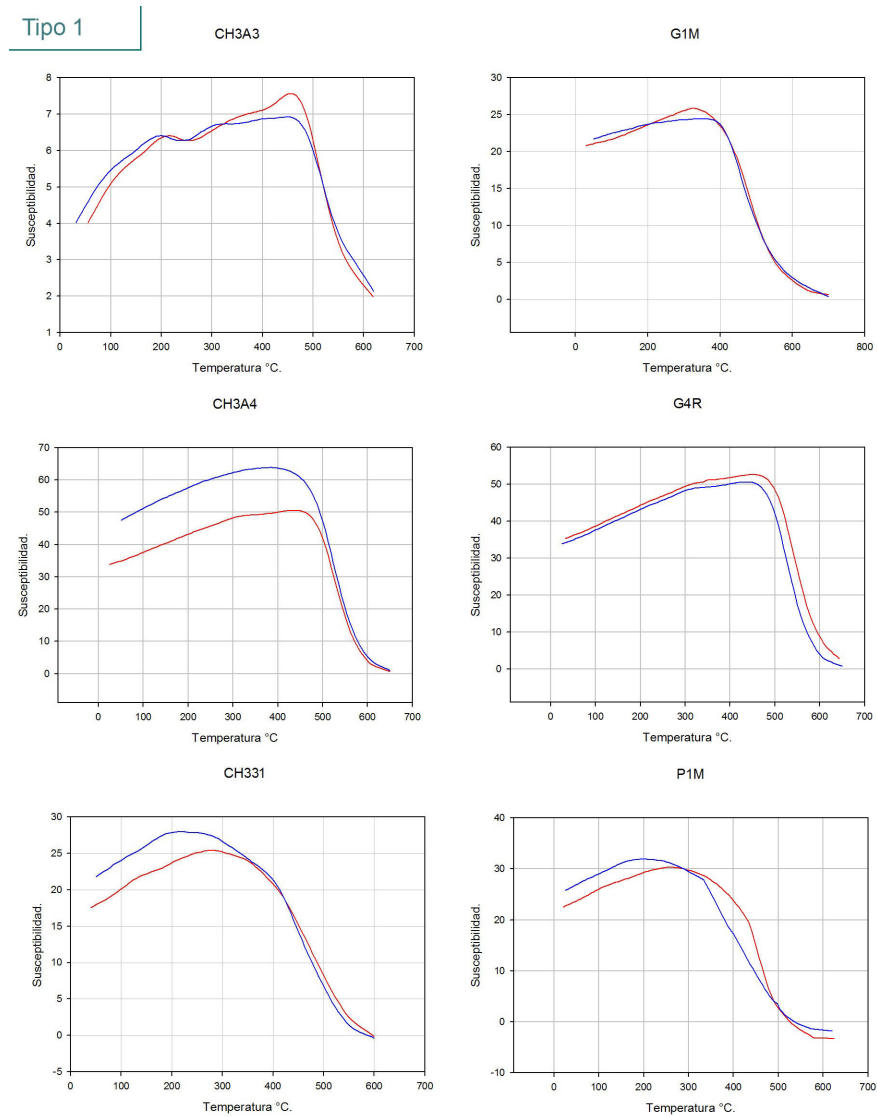 Tipo 1
CH3A3
8
7
6
5
4
3
2
1
Susceptibilidad.
0 100 200 300 400 500 600 700
Temperatura °C.
G1M
30
25
20
15
10
5
0
Susceptibilidad.
0 200 400 600 800
Temperatura °C.
CH3A4
70
60
50
40
30
20
10
0
Susceptibilidad.
0 100 200 300 400 500 600 700
Temperatura °C
G4R
60
50
40
30
20
10
0
Susceptibilidad.
0 100 200 300 400 500 600 700
Temperatura °C.
CH331
30
25
20
15
10
5
0
-5
Susceptibilidad.
0 100 200 300 400 500 600 700
Temperatura °C.
P1M
40
30
20
10
0
-10
Susceptibilidad.
0 100 200 300 400 500 600 700
Temperatura °C.